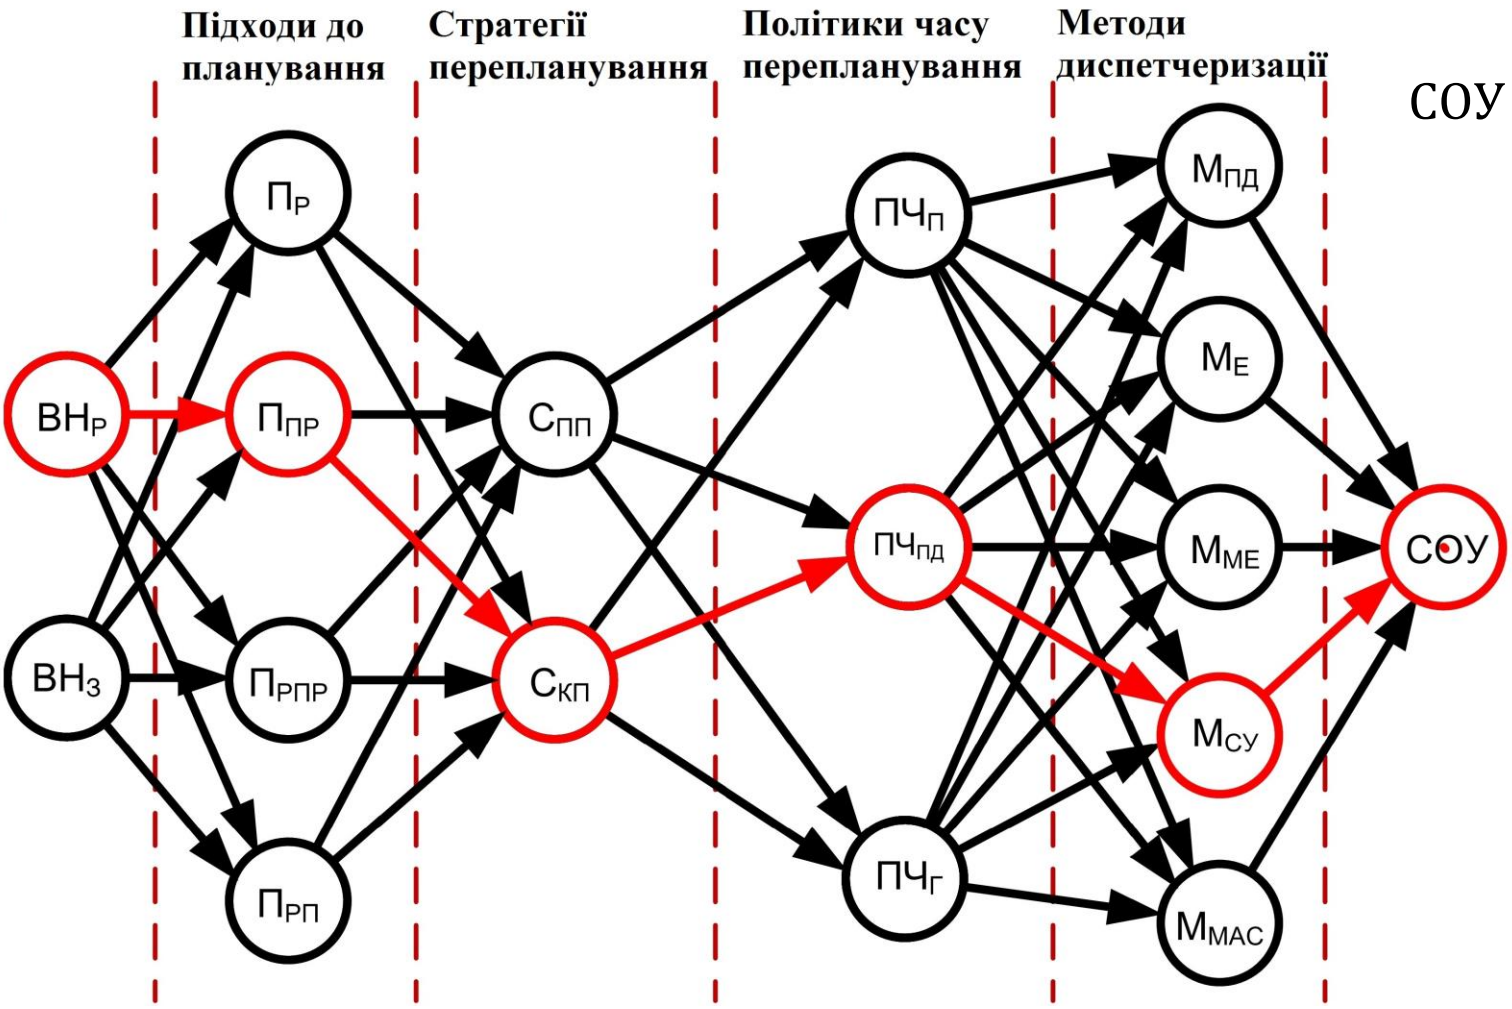 Підходи до
планування
Стратегії
перепланування
Політики часу
перепланування
Методи
диспетчеризації
СОУ
ВНР
ВНЗ
ПР
ППР
ПРПР
ПРП
СПП
СКП
ПЧП
ПЧПД
ПЧГ
МПД
МЕ
ММЕ
МСУ
ММАС
СОУ